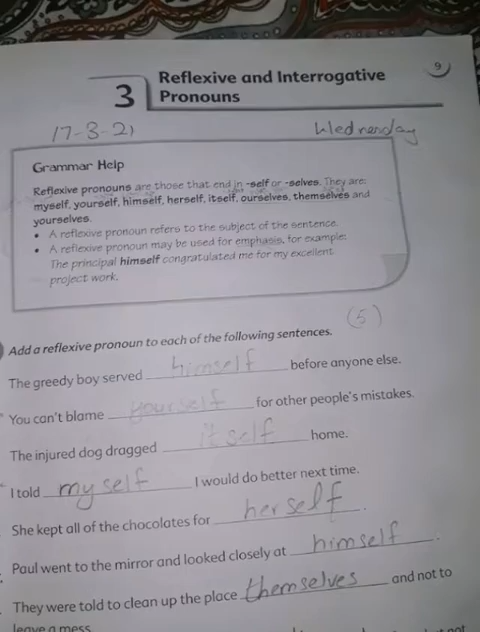 9
3
Reflexive and Interrogative
Pronouns
17-3-21 Wednesday
Grammar Help
Reflexive pronouns are those that end in -self or -selves. They are:
myself, yourself, himself, herself, itself, ourselves, themselves and
yourselves.
• A reflexive pronoun refers to the subject of the sentence.
• A reflexive pronoun may be used for emphasis, for example:
The principal himself congratulated me for my excellent
project work.
(5)
Add a reflexive pronoun to each of the following sentences.
The greedy boy served himself before anyone else.
You can't blame yourself for other people's mistakes.
The injured dog dragged itself home.
I told my self I would do better next time.
She kept all of the chocolates for herself.
Paul went to the mirror and looked closely at himself.
They were told to clean up the place themselves and not to
leave a mess